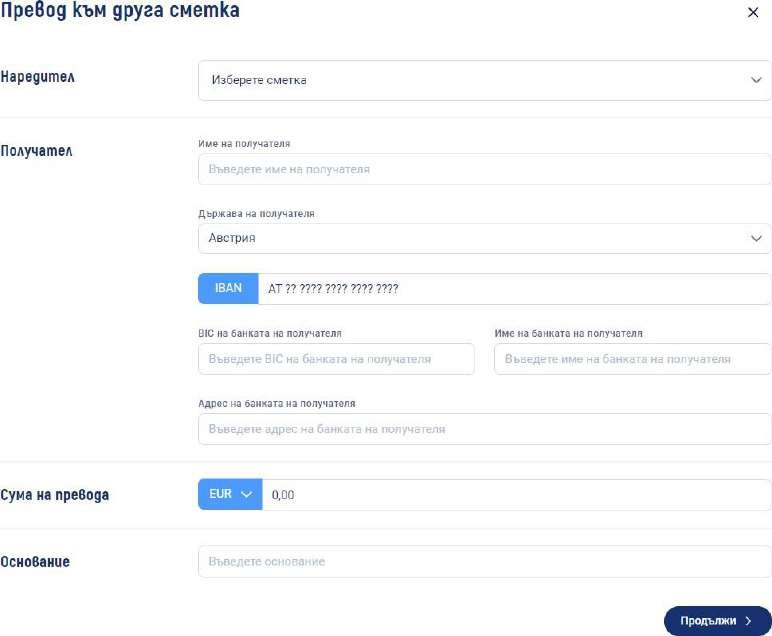 Превод към друга сметка
Наредител
Изберете сметка
Получател
Име на получателя
Въведете име на получателя
Държава на получателя
Австрия
IBAN
AT ?? ???? ???? ???? ????
BIC на банката на получателя
Име на банката на получателя
Въведете BIC на банката на получателя
Въведете име на банката на получателя
Адрес на банката на получателя
Въведете адрес на банката на получателя
Сума на превода
EUR
0,00
Основание
Въведете основание
Продължи